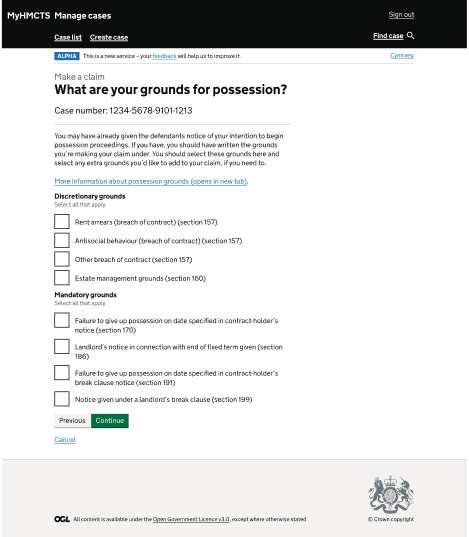 MyHMCTS Manage cases
Sign out
Case list Create case
Find case
ALPHA This is a new service – your feedback will help us to improve it.
Cymraeg
Make a claim
What are your grounds for possession?
Case number: 1234-5678-9101-1213
You may have already given the defendants notice of your intention to begin
possession proceedings. If you have, you should have written the grounds
you're making your claim under. You should select these grounds here and
select any extra grounds you'd like to add to your claim, if you need to.
More information about possession grounds (opens in new tab).
Discretionary grounds
Select all that apply
Rent arrears (breach of contract) (section 157)
Antisocial behaviour (breach of contract) (section 157)
Other breach of contract (section 157)
Estate management grounds (section 160)
Mandatory grounds
Select all that apply
Failure to give up possession on date specified in contract-holder's
notice (section 170)
Landlord's notice in connection with end of fixed term given (section
186)
Failure to give up possession on date specified in contract-holder's
break clause notice (section 191)
Notice given under a landlord's break clause (section 199)
Previous Continue
Cancel
OGL All content is available under the Open Government Licence v3.0, except where otherwise stated
© Crown copyright